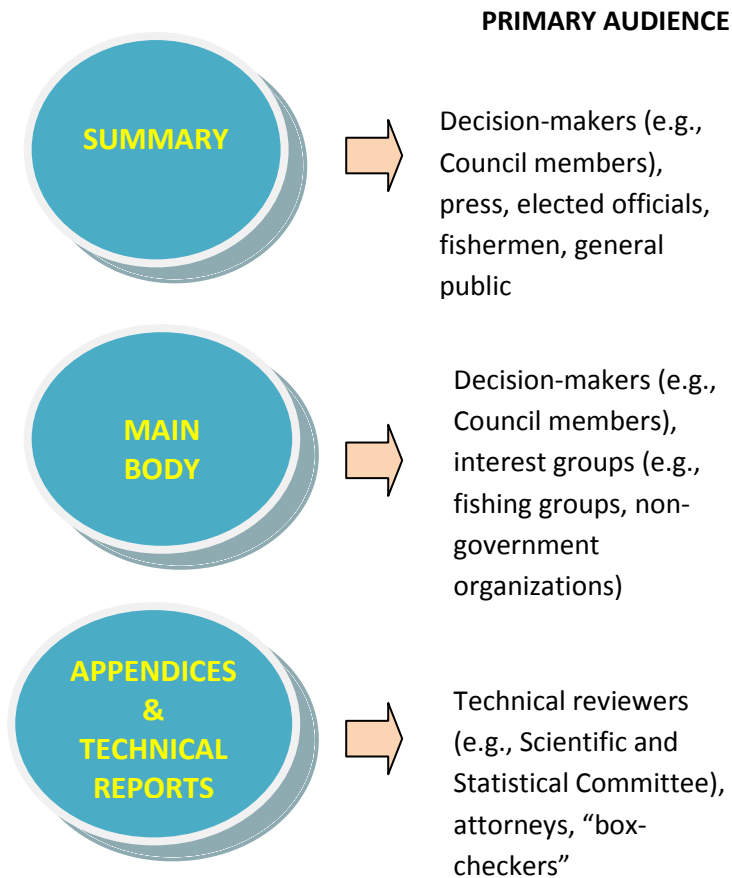 PRIMARY AUDIENCE
SUMMARY
Decision-makers (e.g.,
Council members),
press, elected officials,
fishermen, general
public
MAIN
BODY
Decision-makers (e.g.,
Council members),
interest groups (e.g.,
fishing groups, non-
government
organizations)
APPENDICES
&
TECHNICAL
REPORTS
Technical reviewers
(e.g., Scientific and
Statistical Committee),
attorneys, “box-
checkers”